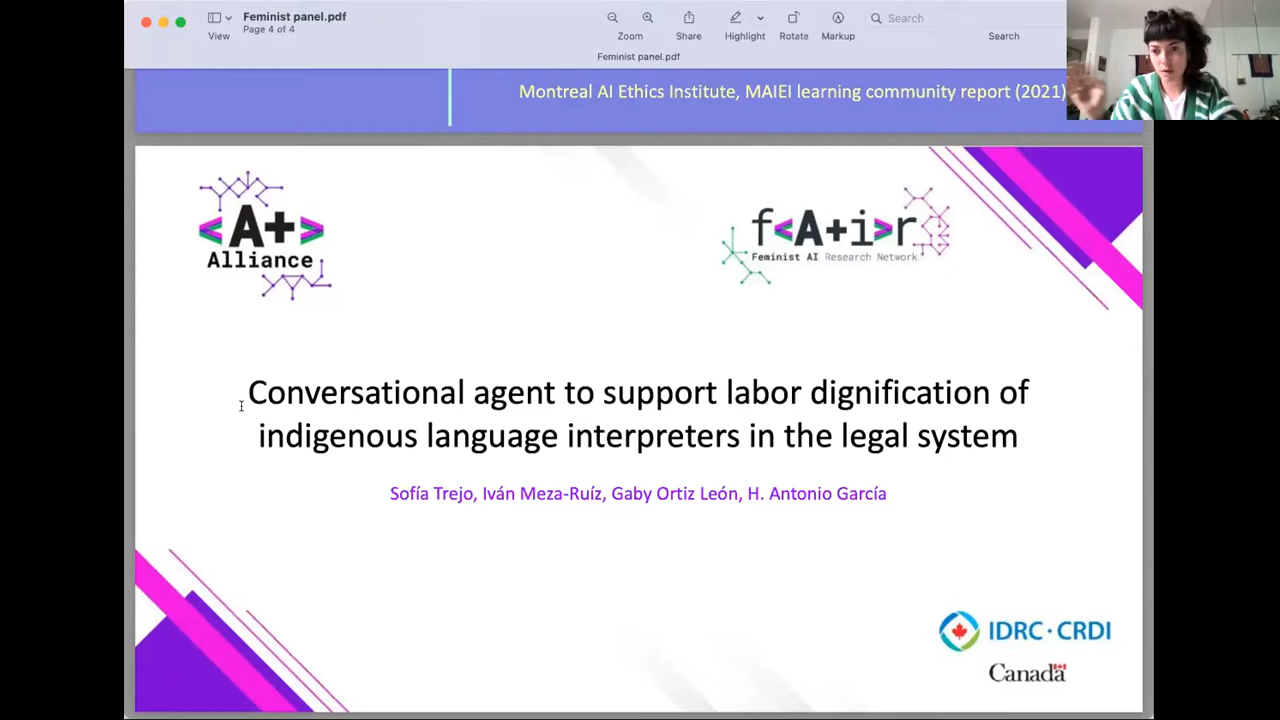 Feminist panel.pdf
Page 4 of 4
View
Zoom
Share
Highlight
Rotate
Markup
Search
Search
Feminist panel.pdf
Montreal AI Ethics Institute, MAIEI learning community report (2021)
<A+>
Alliance
f<A+i>r
Feminist AI Research Network
Conversational agent to support labor dignification of
indigenous language interpreters in the legal system
Sofía Trejo, Iván Meza-Ruíz, Gaby Ortiz León, H. Antonio García
IDRC · CRDI
Canada